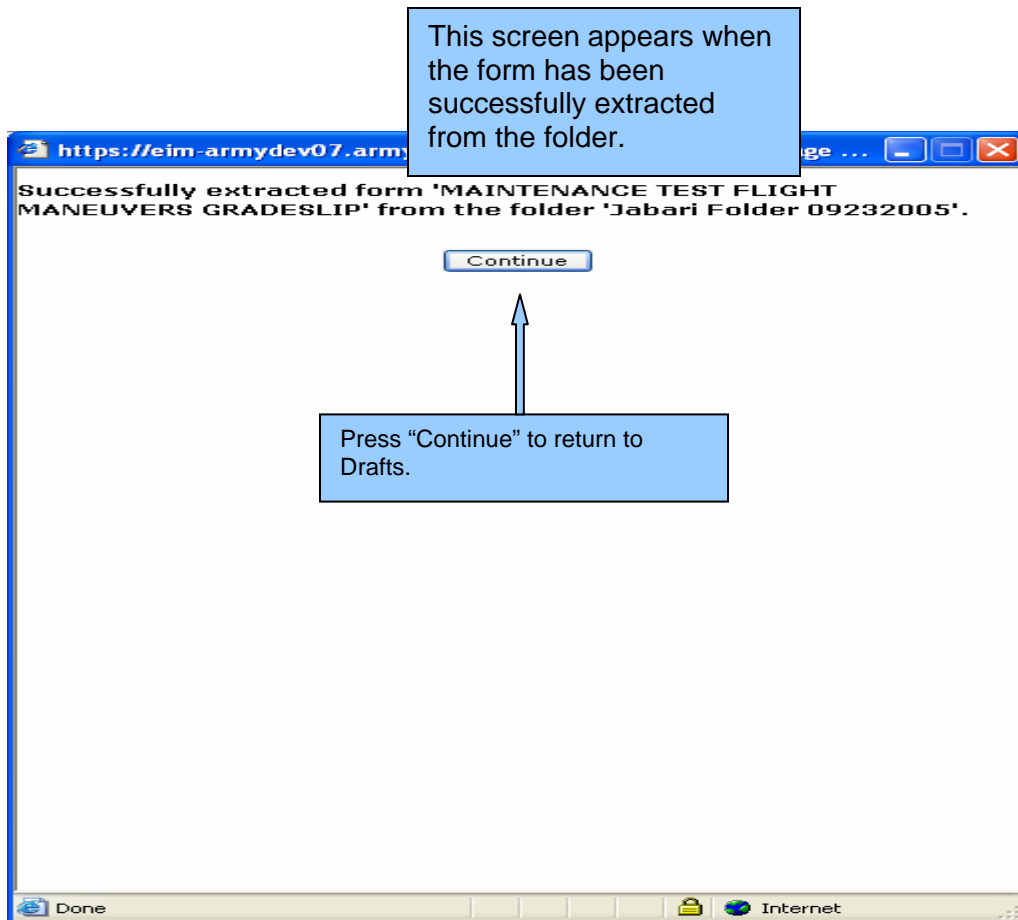 This screen appears when
the form has been
successfully extracted
from the folder.
https://eim-armydev07.army ge ...
Successfully extracted form 'MAINTENANCE TEST FLIGHT
MANEUVERS GRADESLIP' from the folder 'Jabari Folder 09232005'.
Continue
Press “Continue” to return to
Drafts.
Done Internet